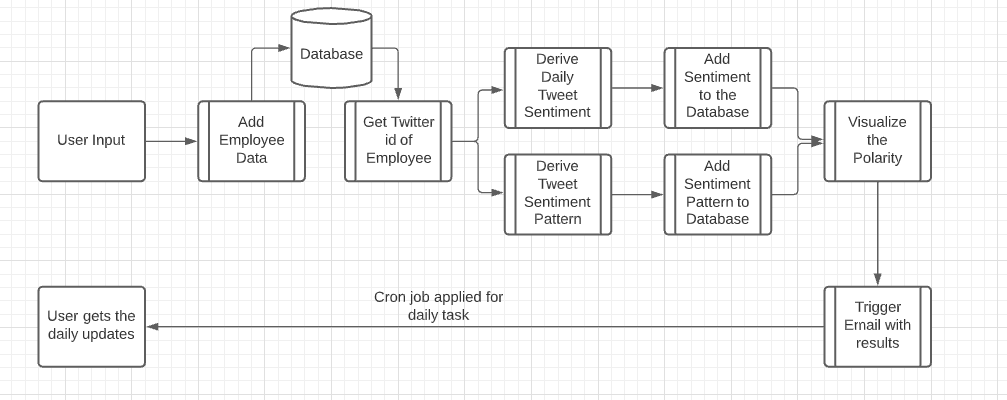 Database
User Input
Add
Employee
Data
Get Twitter
id of
Employee
Derive
Daily
Tweet
Sentiment
Add
Sentiment
to the
Database
Derive
Tweet
Sentiment
Pattern
Add
Sentiment
Pattern to
Database
Visualize
the
Polarity
Trigger
Email with
results
Cron job applied for
daily task
User gets the
daily updates